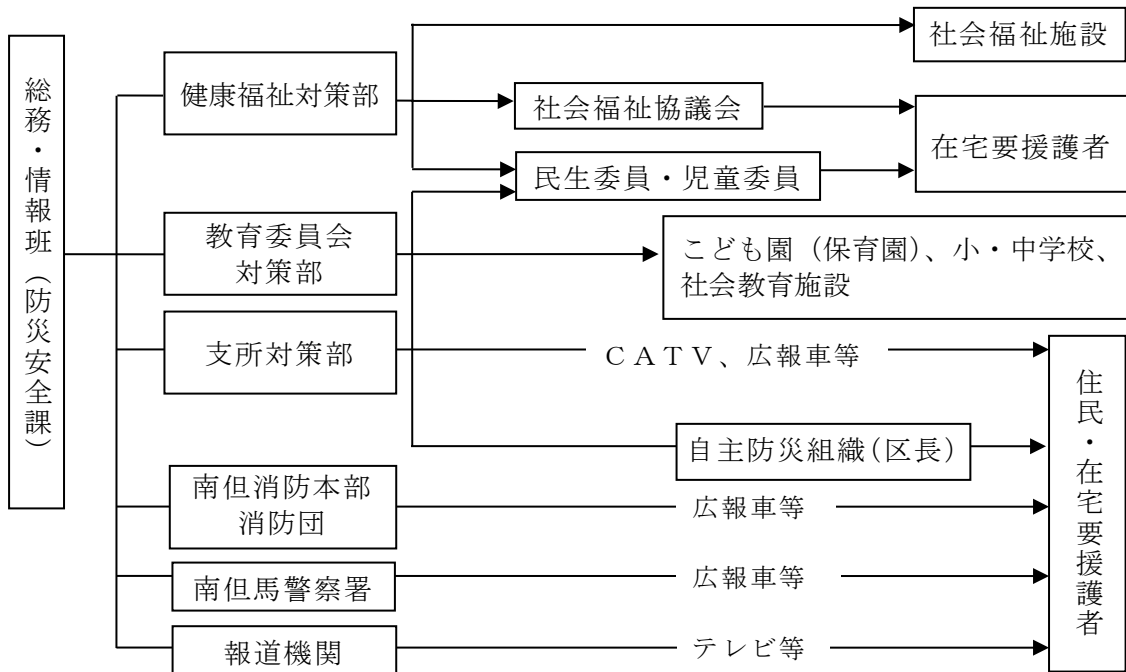 総務・情報班（防災安全課）
健康福祉対策部
社会福祉施設
社会福祉協議会
在宅要援護者
民生委員・児童委員
教育委員会
対策部
こども園（保育園）、小・中学校、
社会教育施設
支所対策部
ＣＡＴＶ、広報車等
自主防災組織（区長）
南但消防本部
消防団
広報車等
南但馬警察署
広報車等
報道機関
テレビ等
住民・在宅要援護者